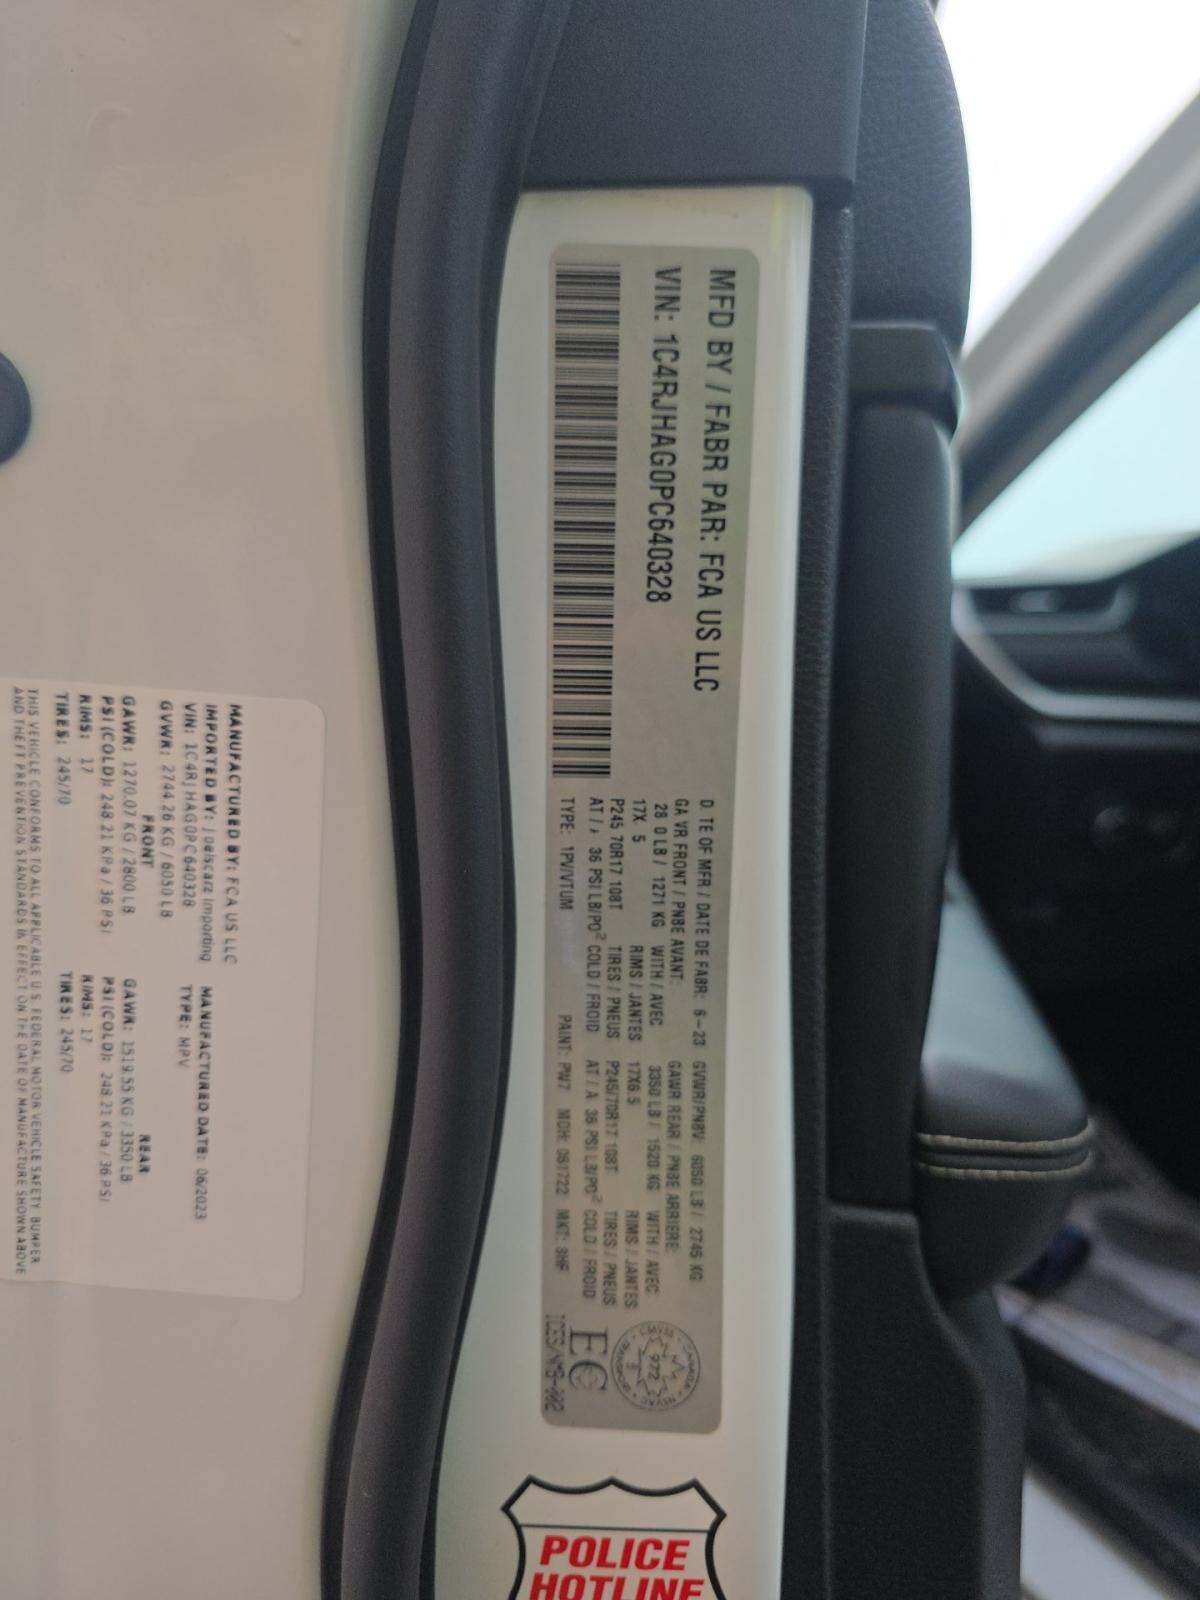 MFD BY / FABR PAR: FCA US LLC
VIN: 1C4RJHAG0PC640328
D TE OF MFR / DATE DE FABR: 6-23 GVWR/PNBV: 6050 LB / 2745 KG
GA VR FRONT / PNBE AVANT: GAWR REAR / PNBE ARRIERE:
28 0 LB / 1271 KG WITH / AVEC 3350 LB / 1520 KG WITH / AVEC
17X 5 RIMS / JANTES 17X6.5 RIMS / JANTES
P245 70R17 108T TIRES / PNEUS P245/70R17 108T TIRES / PNEUS
AT / 36 PSI LB/PO² COLD / FROID AT / A 36 PSI LB/PO² COLD / FROID
TYPE: PAINT: PW7 MDH: 061722 MKT:
CANADA
972
EC
POLICE
HOTLINE
MANUFACTURED BY: FCA US LLC
IMPORTED BY: Importing MANUFACTURED DATE: 06/2023
VIN: 1C4RJHAG0PC640328 TYPE: MPV
GVWR: 2744.26 KG / 6050 LB
FRONT REAR
GAWR: 1270.07 KG / 2800 LB GAWR: 1519.55 KG / 3350 LB
PSI (COLD): 248.21 KPa / 36 PSI PSI (COLD): 248.21 KPa / 36 PSI
RIMS: 17 RIMS: 17
TIRES: 245/70 TIRES: 245/70
THIS VEHICLE CONFORMS TO ALL APPLICABLE U.S. FEDERAL MOTOR VEHICLE SAFETY, BUMPER
AND THEFT PREVENTION STANDARDS IN EFFECT ON THE DATE OF MANUFACTURE SHOWN ABOVE